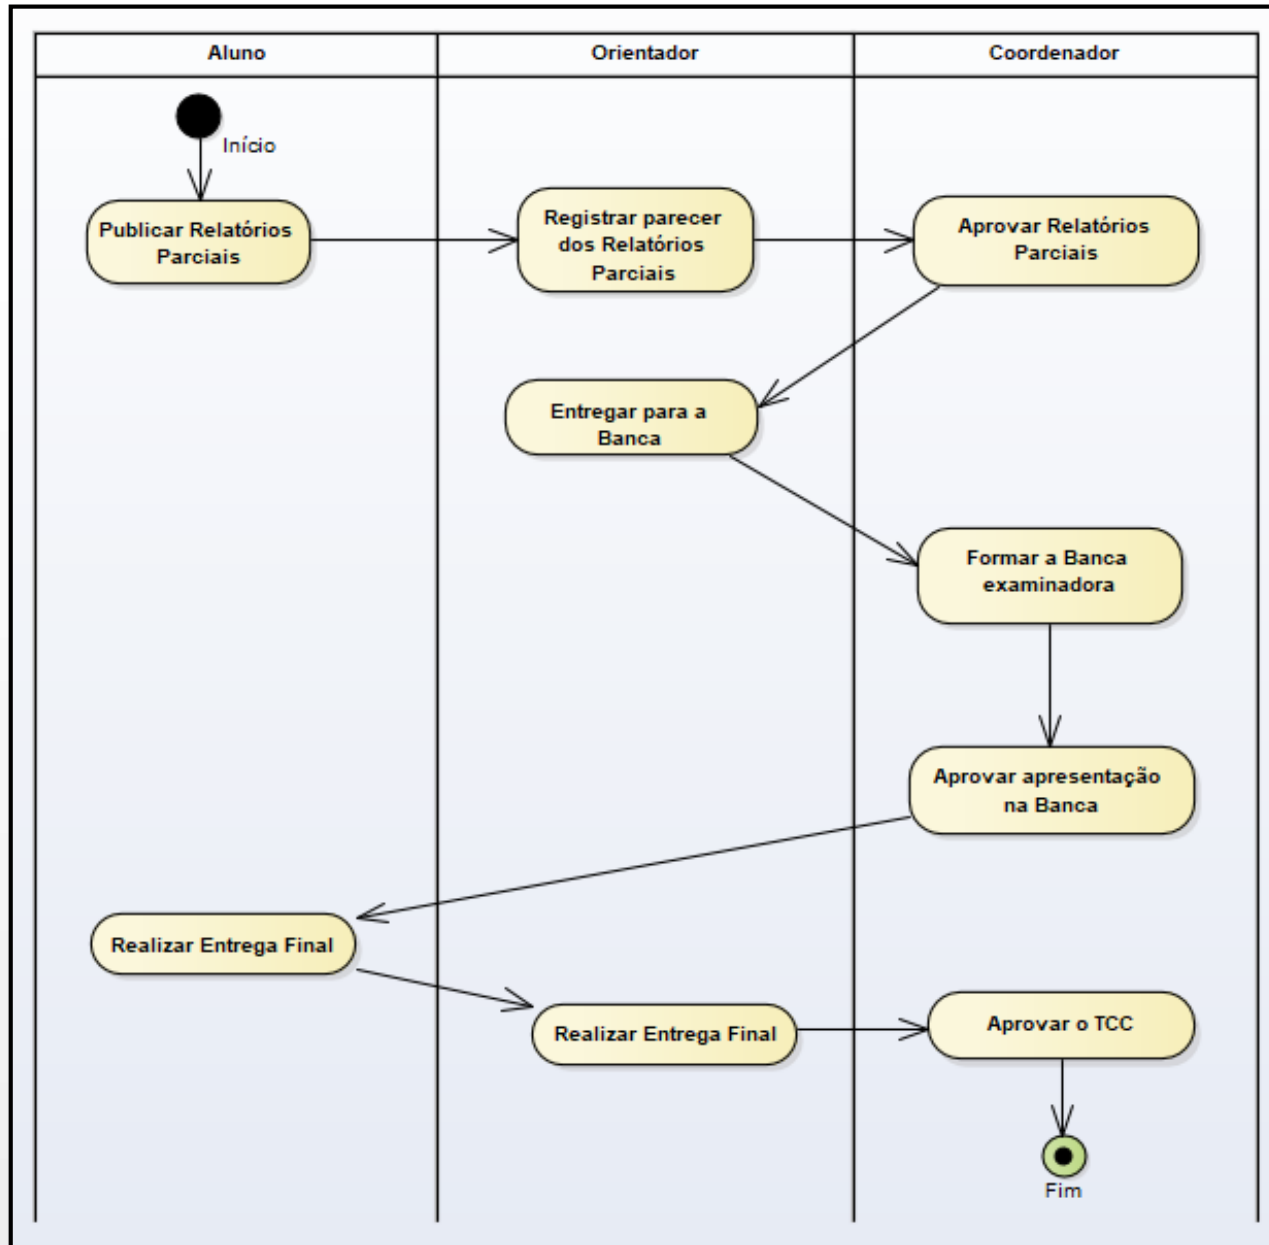 Aluno
Orientador
Coordenador
Início
Publicar Relatórios
Parciais
Registrar parecer
dos Relatórios
Parciais
Aprovar Relatórios
Parciais
Entregar para a
Banca
Formar a Banca
examinadora
Aprovar apresentação
na Banca
Realizar Entrega Final
Realizar Entrega Final
Aprovar o TCC
Fim